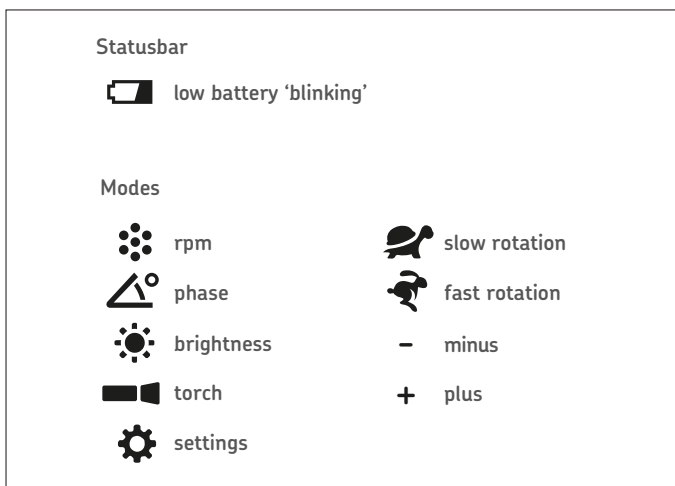 Statusbar
low battery ‘blinking’
Modes
rpm
phase
brightness
torch
settings
slow rotation
fast rotation
- minus
+ plus